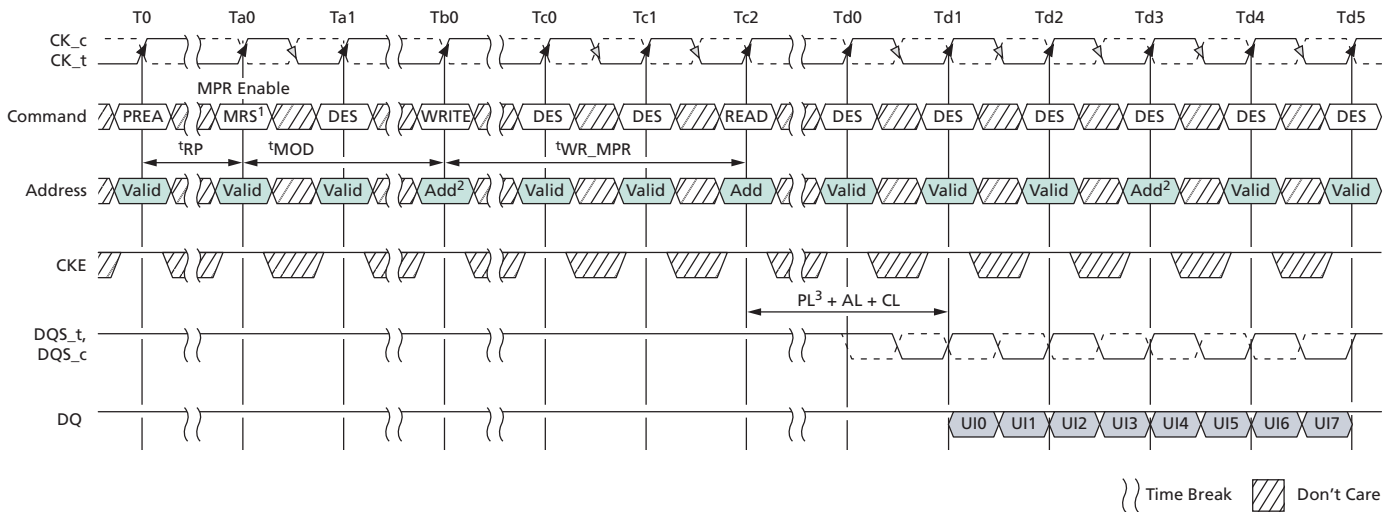 T0 Ta0 Ta1 Tb0 Tc0 Tc1 Tc2 Td0 Td1 Td2 Td3 Td4 Td5
CK_c
CK_t
MPR Enable
Command PREA MRS¹ DES WRITE DES DES READ DES DES DES DES DES DES
tRP tMOD tWR_MPR
Address Valid Valid Valid Add² Valid Valid Add Valid Valid Valid Add² Valid Valid
CKE
PL³ + AL + CL
DQS_t,
DQS_c
DQ UI0 UI1 UI2 UI3 UI4 UI5 UI6 UI7
Time Break Don't Care